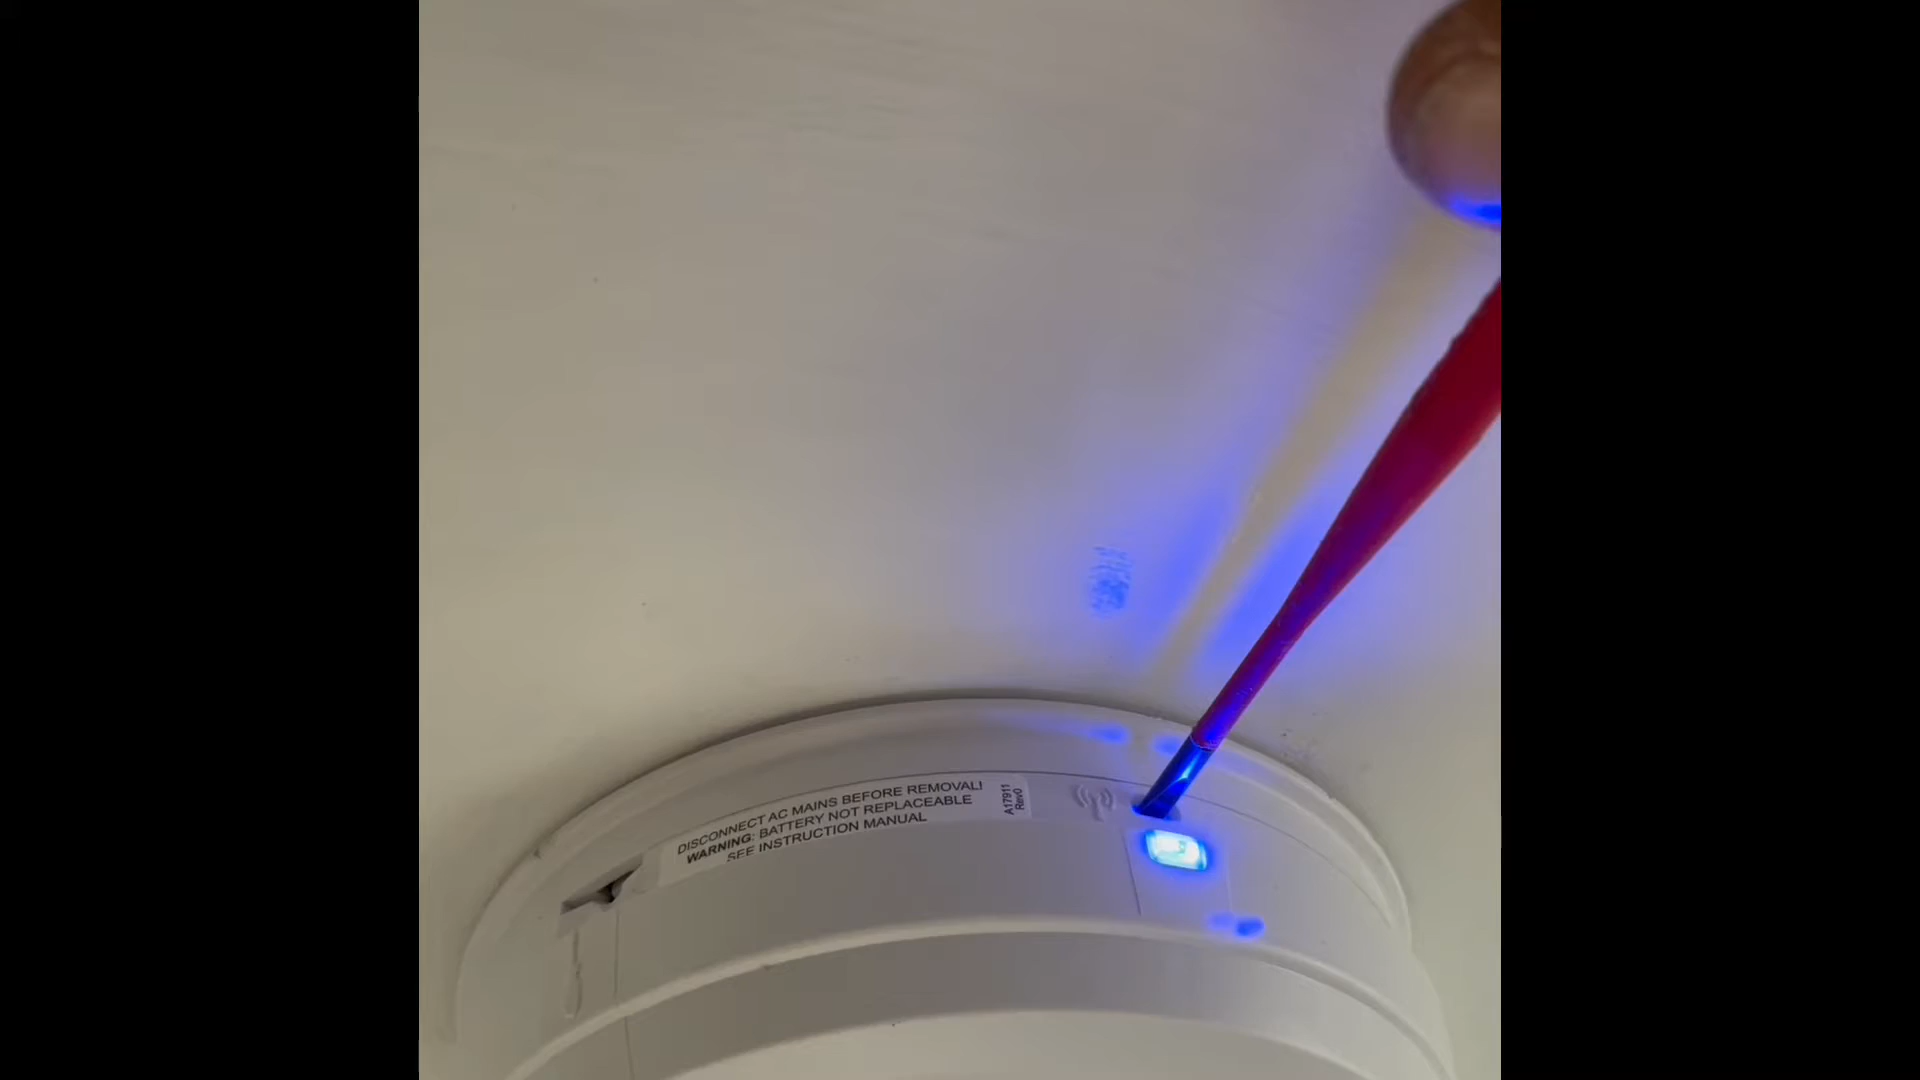 DISCONNECT AC MAINS BEFORE REMOVAL!
WARNING: BATTERY NOT REPLACEABLE
SEE INSTRUCTION MANUAL
A17911
Rev0